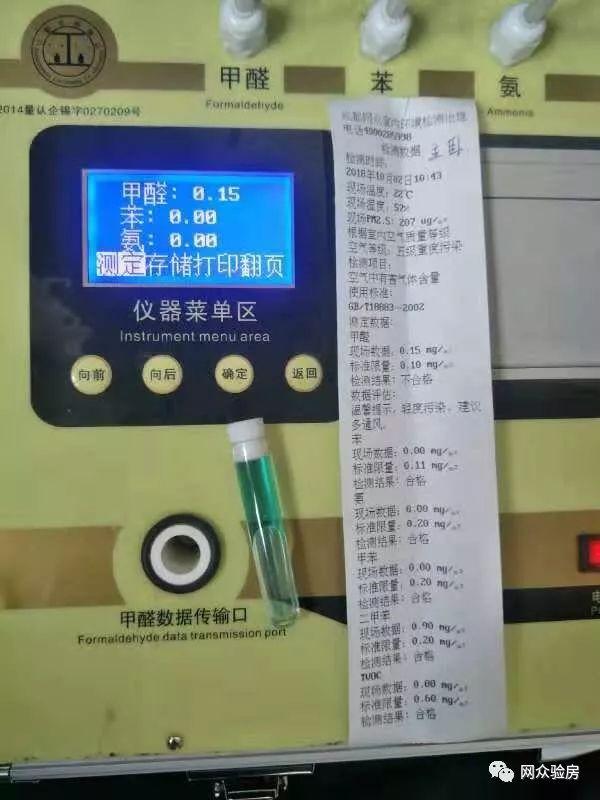 甲醛
Formaldehyde
苯
氨
Ammonia
2014量认企锡字0270209号
甲醛：0.15
苯：0.00
氨：0.00
测定存储打印翻页
仪器菜单区
Instrument menu area
向前
向后
确定
返回
甲醛数据传输口
Formaldehyde data transmission port
检测数据 主卧
检测时间：
2018年10月02日10:43
现场温度：22℃
现场湿度：52%
现场PM2.5：207 ug/m³
根据室内空气质量等级
空气等级：五级重度污染
检测项目：
空气中有害气体含量
使用标准：
GB/T18883-2002
测定数据：
甲醛
现场数据：0.15 mg/m³
标准限量：0.10 mg/m³
检测结果：不合格
数据评估：
温馨提示，轻度污染，建议
多通风。
苯
现场数据：0.00 mg/m³
标准限量：0.11 mg/m³
检测结果：合格
氨
现场数据：0.00 mg/m³
标准限量：0.20 mg/m³
检测结果：合格
甲苯
现场数据：0.00 mg/m³
标准限量：0.20 mg/m³
检测结果：合格
二甲苯
现场数据：0.00 mg/m³
标准限量：0.20 mg/m³
检测结果：合格
TVOC
现场数据：0.00 mg/m³
标准限量：0.60 mg/m³
检测结果：合格
网众验房